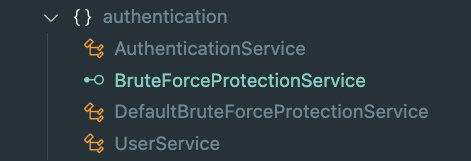 {} authentication
AuthenticationService
BruteForceProtectionService
DefaultBruteForceProtectionService
UserService